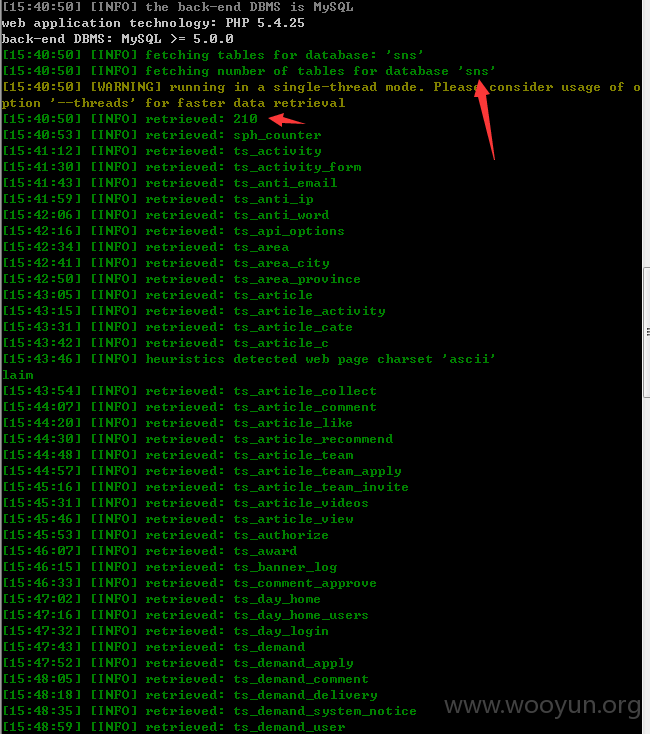 [15:40:50] [INFO] the back-end DBMS is MySQL
web application technology: PHP 5.4.25
back-end DBMS: MySQL >= 5.0.0
[15:40:50] [INFO] fetching tables for database: 'sns'
[15:40:50] [INFO] fetching number of tables for database 'sns'
[15:40:50] [WARNING] running in a single-thread mode. Please consider usage of o
ption '--threads' for faster data retrieval
[15:40:50] [INFO] retrieved: 210
[15:40:53] [INFO] retrieved: sph_counter
[15:41:12] [INFO] retrieved: ts_activity
[15:41:30] [INFO] retrieved: ts_activity_form
[15:41:43] [INFO] retrieved: ts_anti_email
[15:41:59] [INFO] retrieved: ts_anti_ip
[15:42:06] [INFO] retrieved: ts_anti_word
[15:42:16] [INFO] retrieved: ts_api_options
[15:42:34] [INFO] retrieved: ts_area
[15:42:41] [INFO] retrieved: ts_area_city
[15:42:50] [INFO] retrieved: ts_area_province
[15:43:05] [INFO] retrieved: ts_article
[15:43:15] [INFO] retrieved: ts_article_activity
[15:43:31] [INFO] retrieved: ts_article_cate
[15:43:42] [INFO] retrieved: ts_article_c
[15:43:46] [INFO] heuristics detected web page charset 'ascii'
laim
[15:43:54] [INFO] retrieved: ts_article_collect
[15:44:07] [INFO] retrieved: ts_article_comment
[15:44:20] [INFO] retrieved: ts_article_like
[15:44:30] [INFO] retrieved: ts_article_recommend
[15:44:48] [INFO] retrieved: ts_article_team
[15:44:57] [INFO] retrieved: ts_article_team_apply
[15:45:16] [INFO] retrieved: ts_article_team_invite
[15:45:31] [INFO] retrieved: ts_article_videos
[15:45:46] [INFO] retrieved: ts_article_view
[15:45:53] [INFO] retrieved: ts_authorize
[15:46:07] [INFO] retrieved: ts_award
[15:46:15] [INFO] retrieved: ts_banner_log
[15:46:33] [INFO] retrieved: ts_comment_approve
[15:47:02] [INFO] retrieved: ts_day_home
[15:47:16] [INFO] retrieved: ts_day_home_users
[15:47:32] [INFO] retrieved: ts_day_login
[15:47:43] [INFO] retrieved: ts_demand
[15:47:52] [INFO] retrieved: ts_demand_apply
[15:48:05] [INFO] retrieved: ts_demand_comment
[15:48:18] [INFO] retrieved: ts_demand_delivery
[15:48:35] [INFO] retrieved: ts_demand_system_notice
[15:48:59] [INFO] retrieved: ts_demand_user
www.wooyun.org